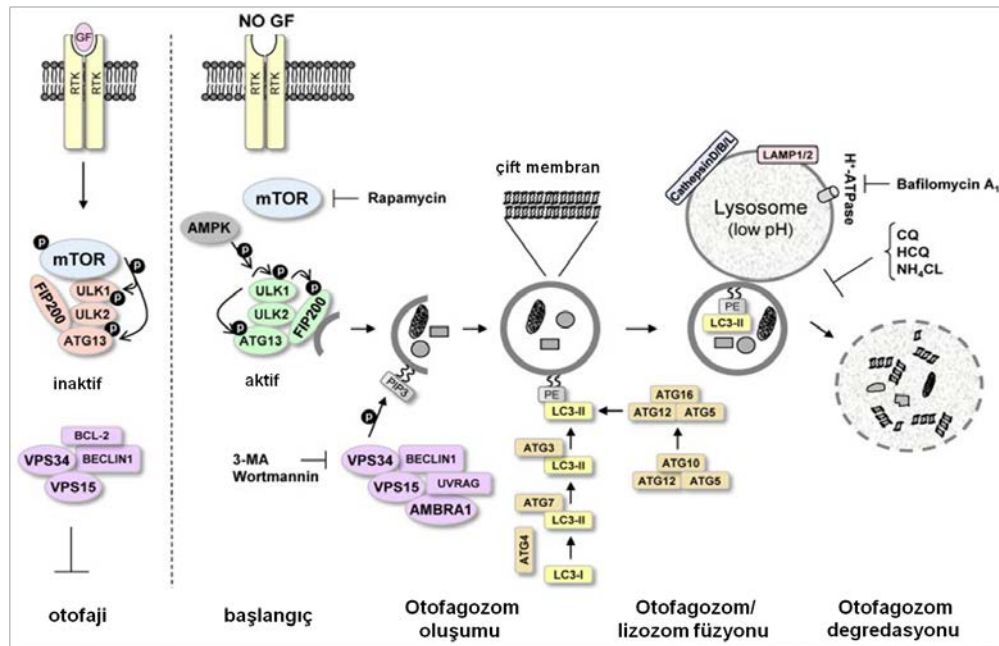 GF
RTK
RTK
P
mTOR
P
FIP200
ULK1
P
ULK2
ATG13
P
inaktif
BCL-2
VPS34
BECLIN1
VPS15
otofaji
NO GF
RTK
RTK
mTOR
Rapamycin
AMPK
P
P
P
ULK1
ULK2
FIP200
P
ATG13
aktif
başlangıç
PIP3
P
3-MA
Wortmannin
VPS34
BECLIN1
VPS15
UVRAG
AMBRA1
Otofagozom
oluşumu
çift membran
PE
LC3-II
ATG3
LC3-II
ATG7
LC3-II
ATG4
LC3-I
ATG16
ATG12
ATG5
ATG10
ATG12
ATG5
CathepsinD/B/L
LAMP1/2
H⁺-ATPase
Bafilomycin A₁
Lysosome
(low pH)
CQ
HCQ
NH₄CL
PE
LC3-II
Otofagozom/
lizozom füzyonu
Otofagozom
degredasyonu